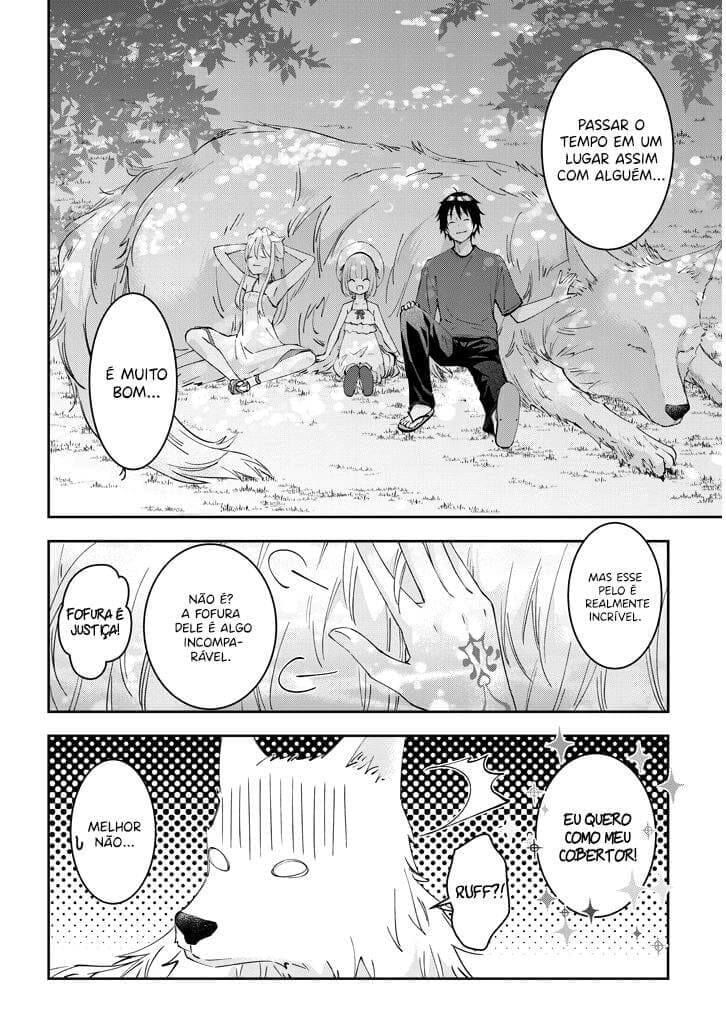 PASSAR O
TEMPO EM UM
LUGAR ASSIM
COM ALGUÉM...
É MUITO
BOM...
MAS ESSE
PELO É
REALMENTE
INCRÍVEL.
NÃO É?
A FOFURA
DELE É ALGO
INCOMPA-
RÁVEL.
FOFURA É
JUSTIÇA!
EU QUERO
COMO MEU
COBERTOR!
RUFF?!
MELHOR
NÃO...